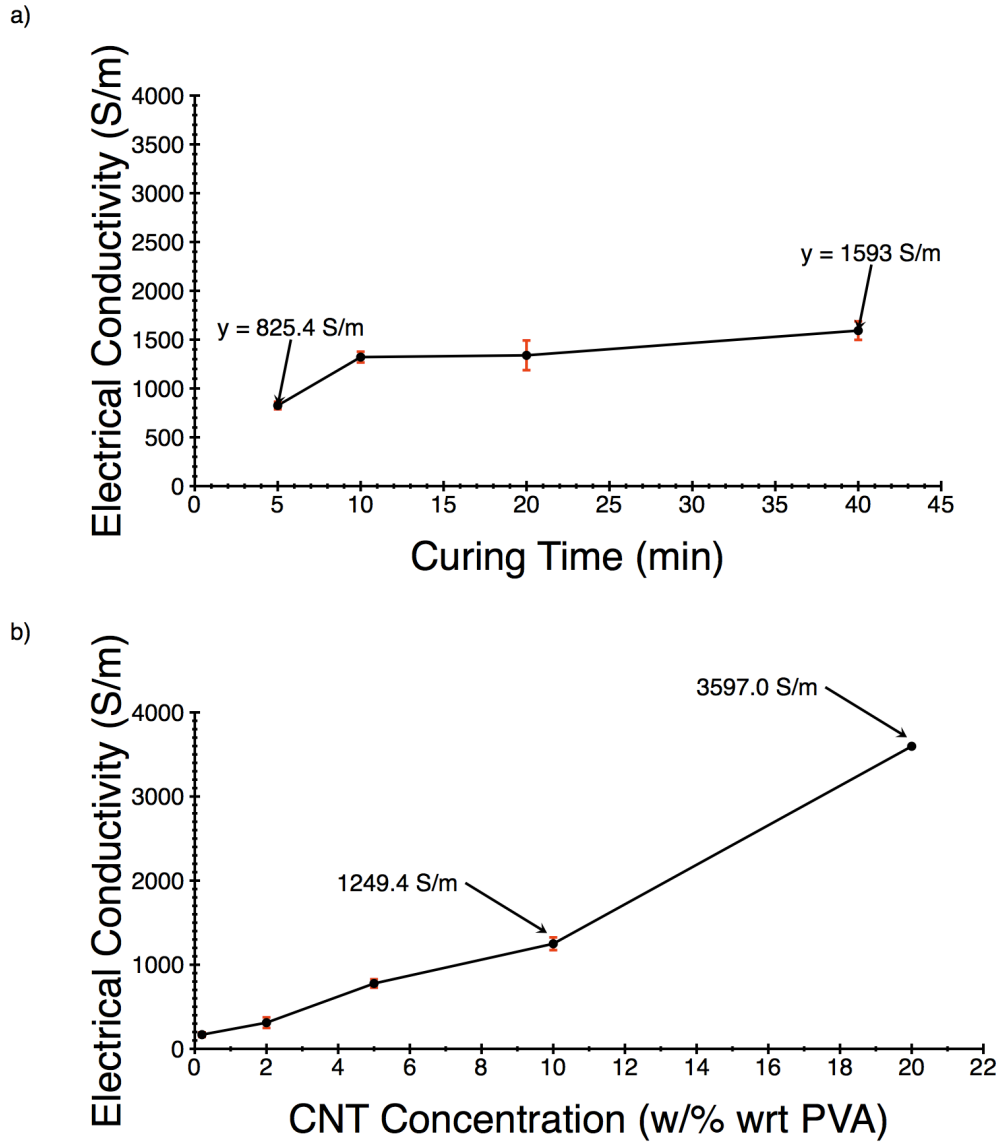 a)
Electrical Conductivity (S/m)
4000
3500
3000
2500
2000
1500
1000
500
0
y = 825.4 S/m
y = 1593 S/m
0 5 10 15 20 25 30 35 40 45
Curing Time (min)
b)
Electrical Conductivity (S/m)
4000
3000
2000
1000
0
3597.0 S/m
1249.4 S/m
0 2 4 6 8 10 12 14 16 18 20 22
CNT Concentration (w/% wrt PVA)